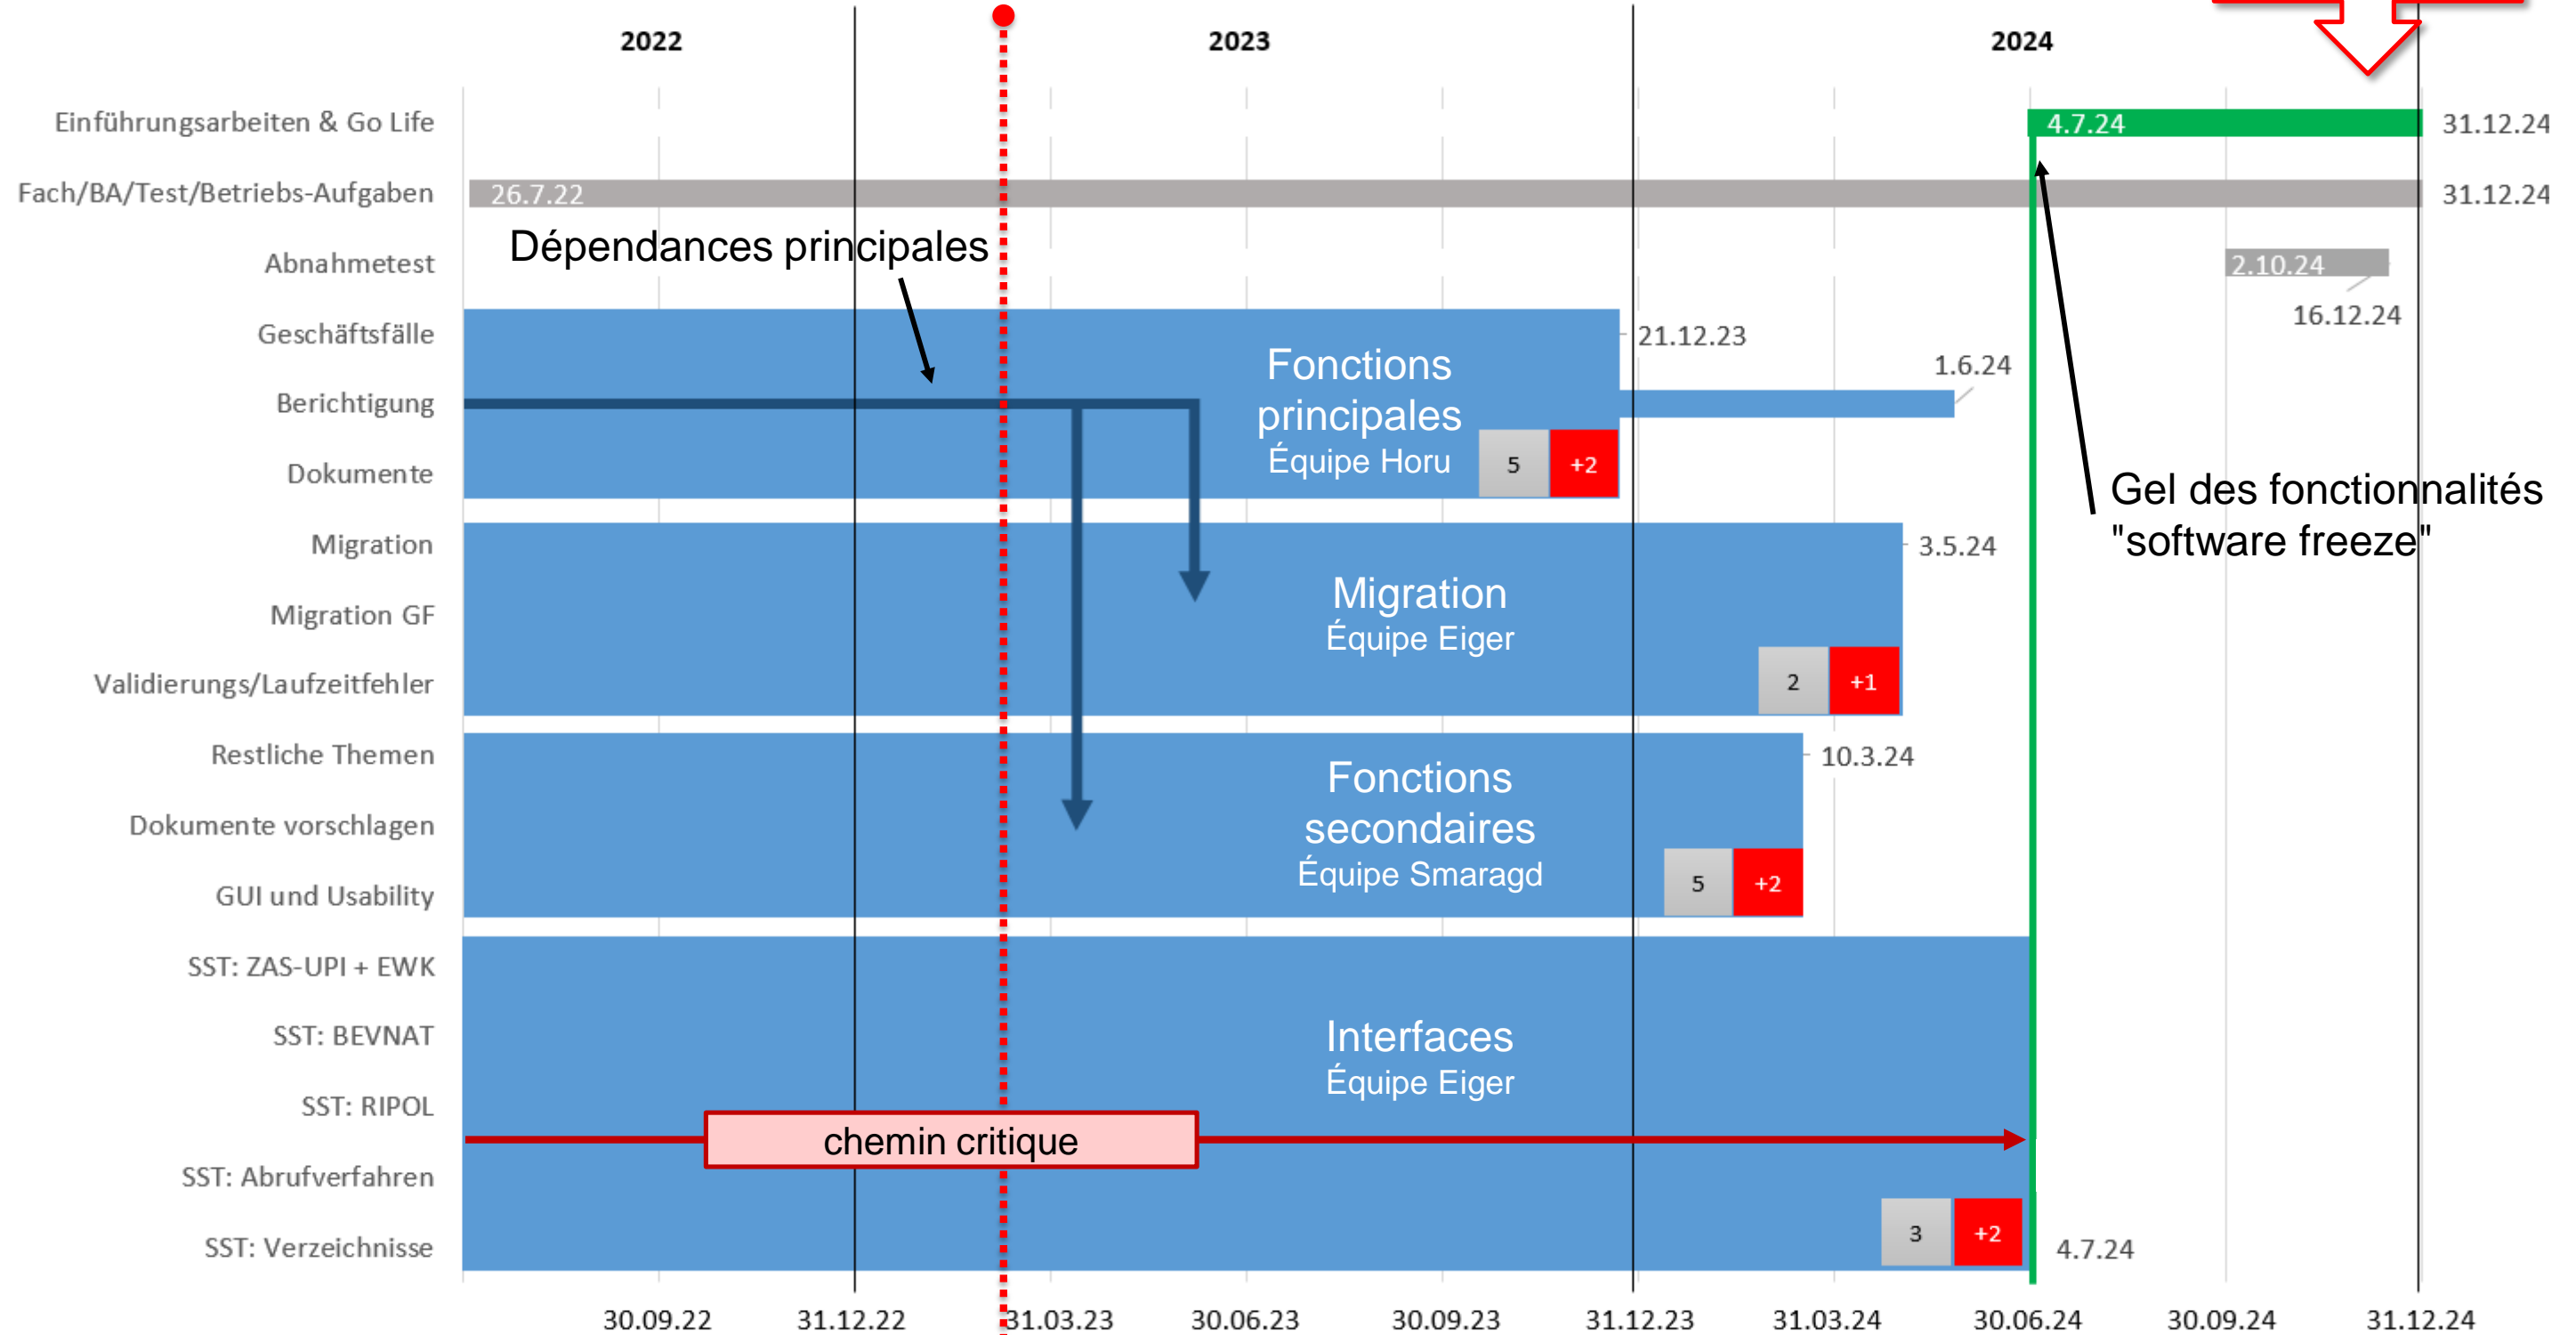 2022
2023
2024
Einführungsarbeiten & Go Life
4.7.24
31.12.24
Fach/BA/Test/Betriebs-Aufgaben
26.7.22
31.12.24
Dépendances principales
Abnahmetest
2.10.24
16.12.24
Geschäftsfälle
21.12.23
Fonctions
principales
Équipe Horu
1.6.24
Berichtigung
Dokumente
5
+2
Gel des fonctionnalités
"software freeze"
Migration
3.5.24
Migration
Équipe Eiger
Migration GF
Validierungs/Laufzeitfehler
2
+1
Restliche Themen
10.3.24
Fonctions
secondaires
Équipe Smaragd
Dokumente vorschlagen
GUI und Usability
5
+2
SST: ZAS-UPI + EWK
SST: BEVNAT
Interfaces
Équipe Eiger
SST: RIPOL
chemin critique
SST: Abrufverfahren
SST: Verzeichnisse
3
+2
4.7.24
30.09.22
31.12.22
31.03.23
30.06.23
30.09.23
31.12.23
31.03.24
30.06.24
30.09.24
31.12.24